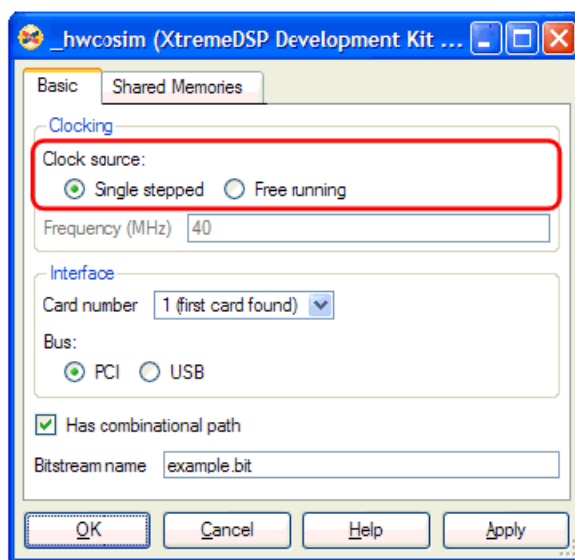 _hwcosim (XtremeDSP Development Kit ...
Basic Shared Memories
Clocking
Clock source:
Single stepped Free running
Frequency (MHz) 40
Interface
Card number 1 (first card found)
Bus:
PCI USB
Has combinational path
Bitstream name example.bit
OK Cancel Help Apply